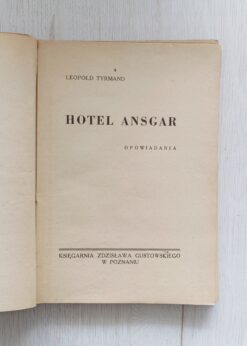 LEOPOLD TYRMAND
HOTEL ANSGAR
OPOWIADANIA
KSIĘGARNIA ZDZISŁAWA GUSTOWSKIEGO
W POZNANIU